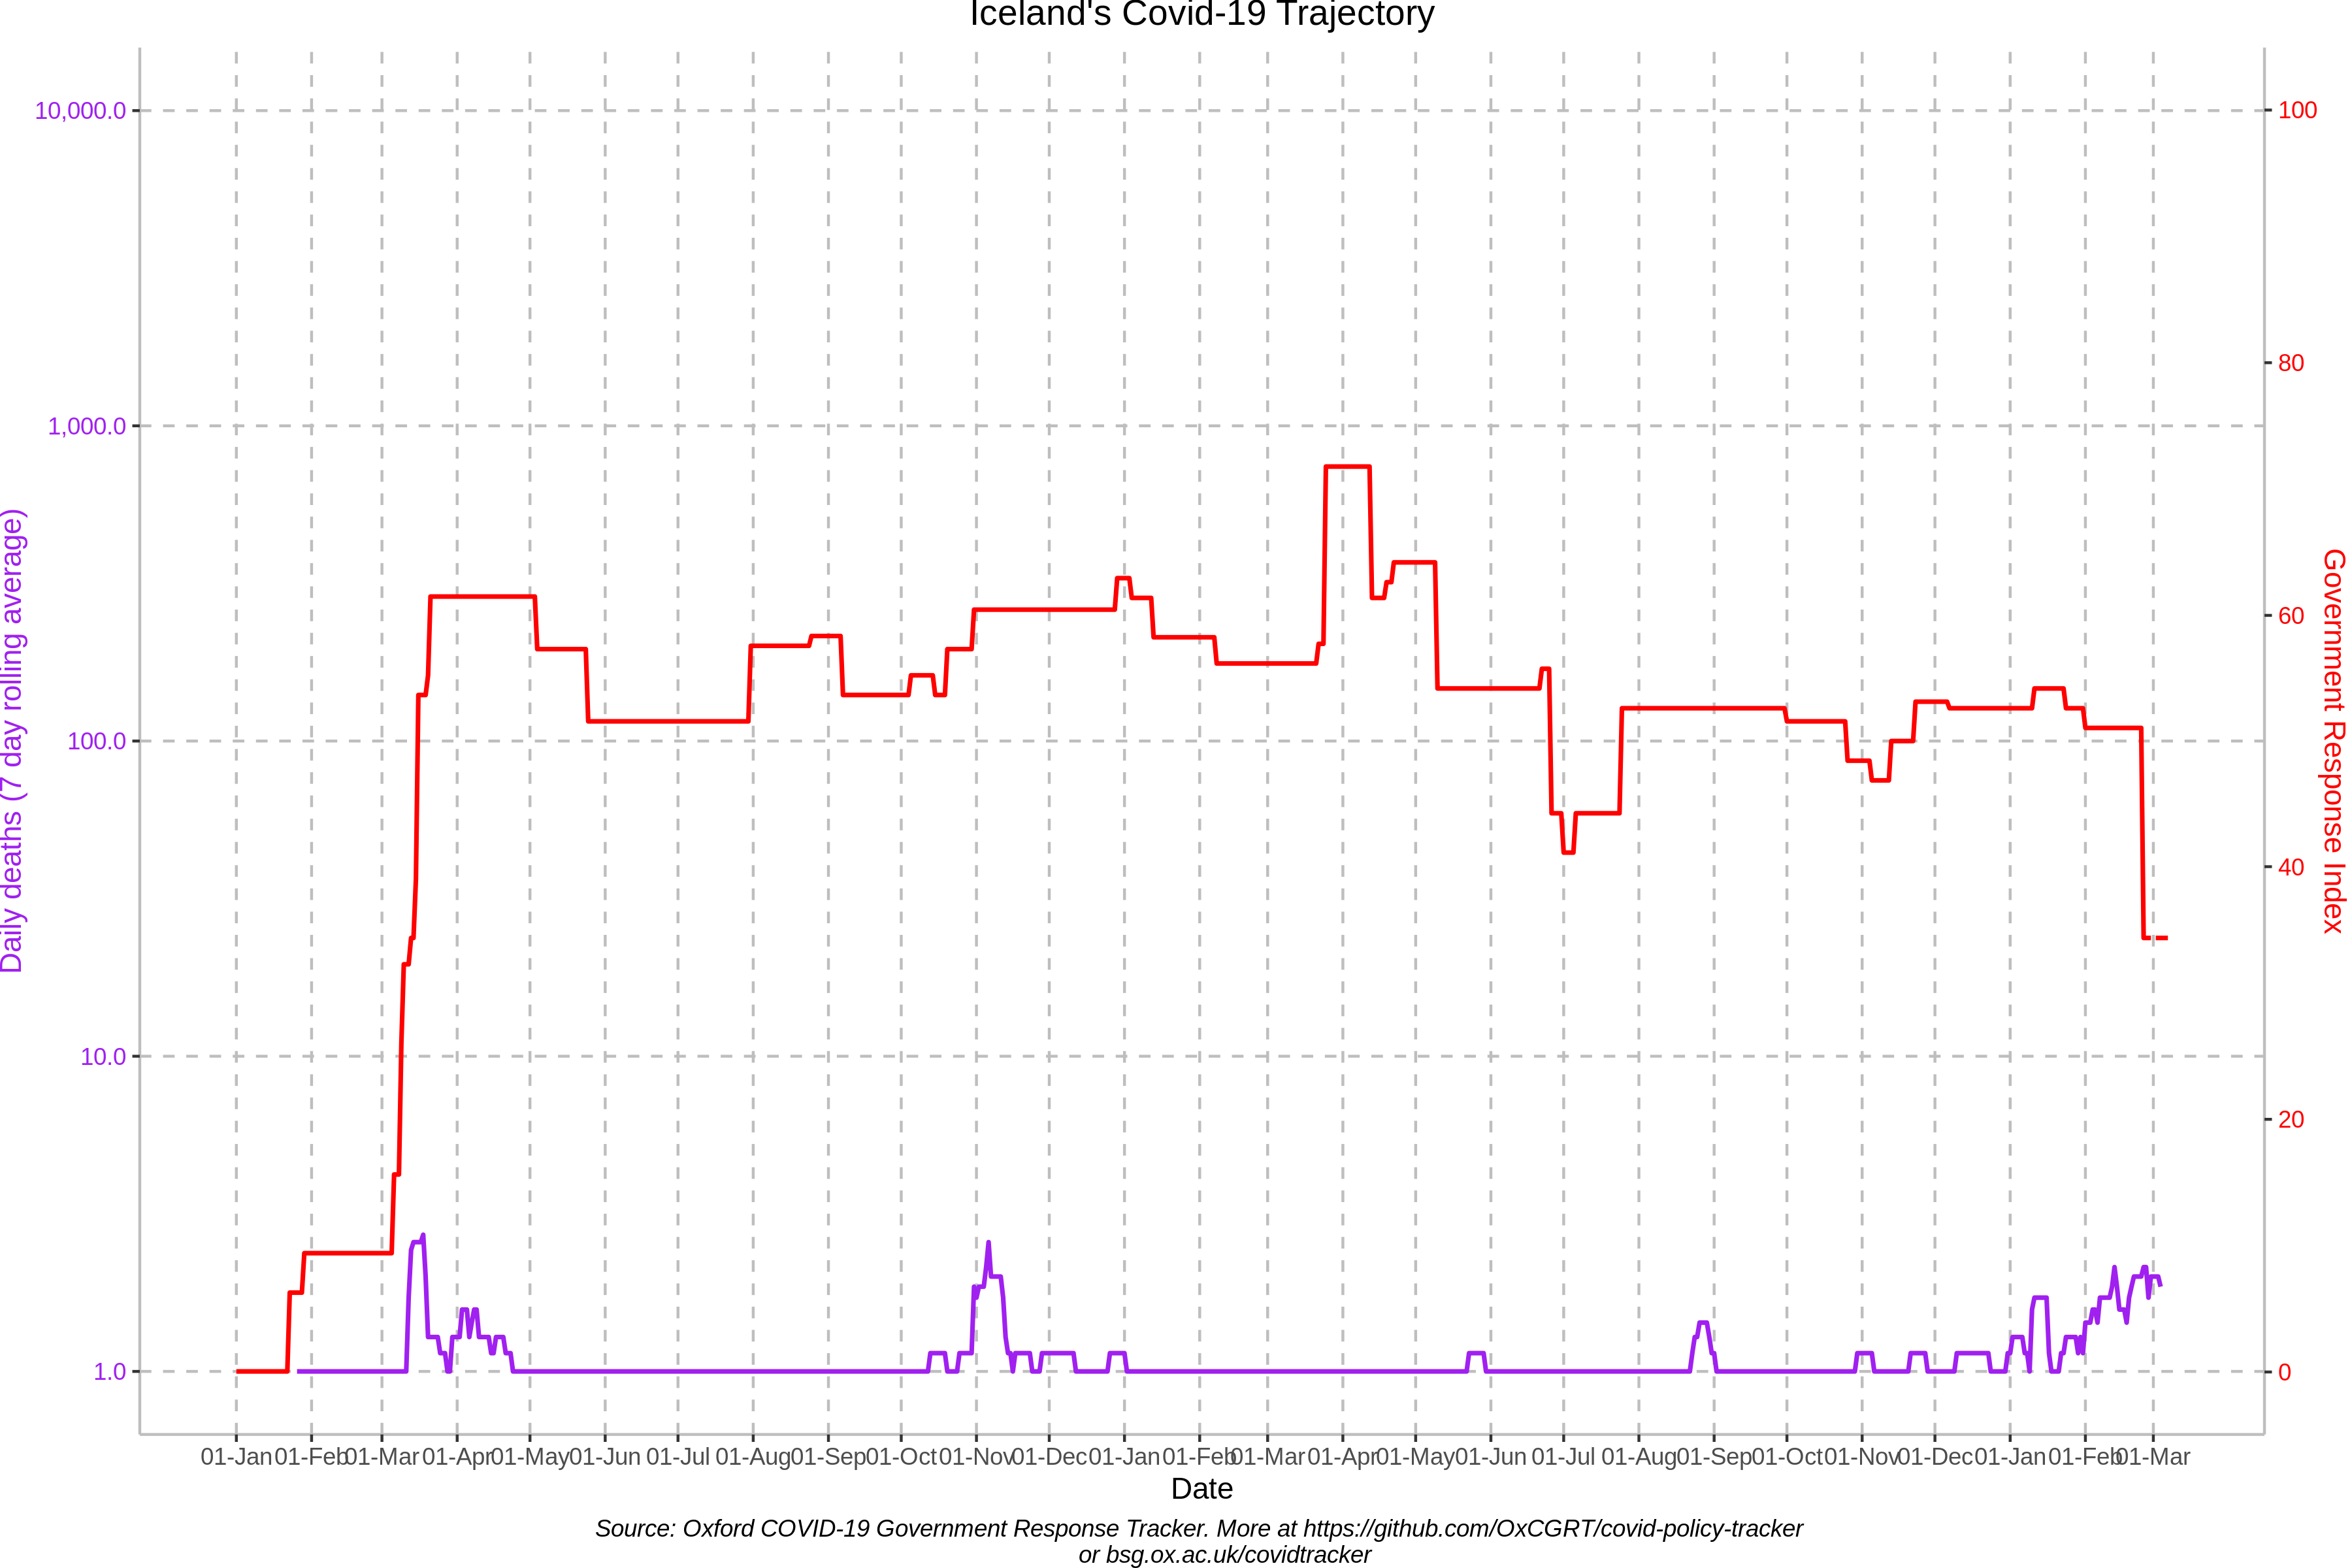 Iceland's Covid-19 Trajectory
10,000.0
1,000.0
100.0
10.0
1.0
Daily deaths (7 day rolling average)
100
80
60
40
20
0
Government Response Index
01-Jan 01-Feb 01-Mar 01-Apr 01-May 01-Jun 01-Jul 01-Aug 01-Sep 01-Oct 01-Nov 01-Dec 01-Jan 01-Feb 01-Mar 01-Apr 01-May 01-Jun 01-Jul 01-Aug 01-Sep 01-Oct 01-Nov 01-Dec 01-Jan 01-Feb 01-Mar
Date
Source: Oxford COVID-19 Government Response Tracker. More at https://github.com/OxCGRT/covid-policy-tracker
or bsg.ox.ac.uk/covidtracker